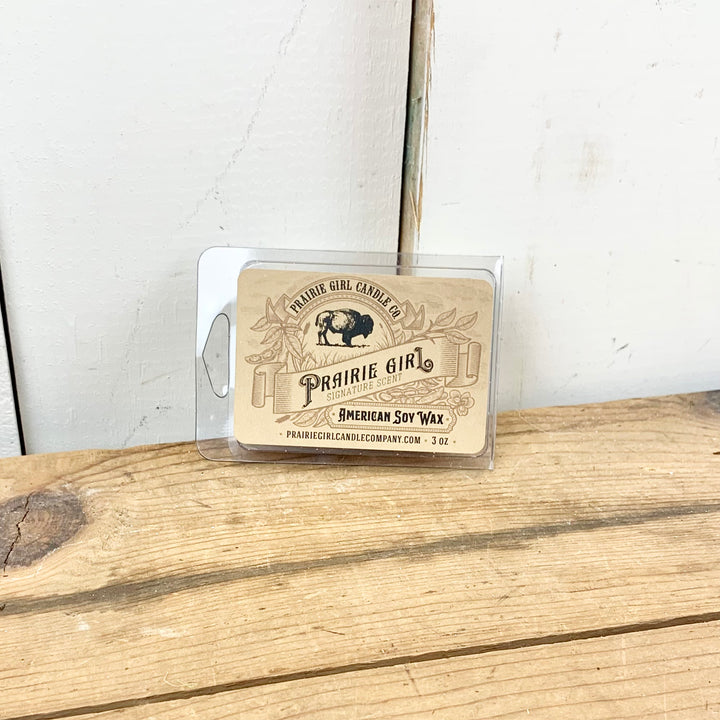 PRAIRIE GIRL CANDLE CO.
PRAIRIE GIRL
SIGNATURE SCENT
AMERICAN SOY WAX
PRAIRIEGIRLCANDLECOMPANY.COM • 3 OZ •